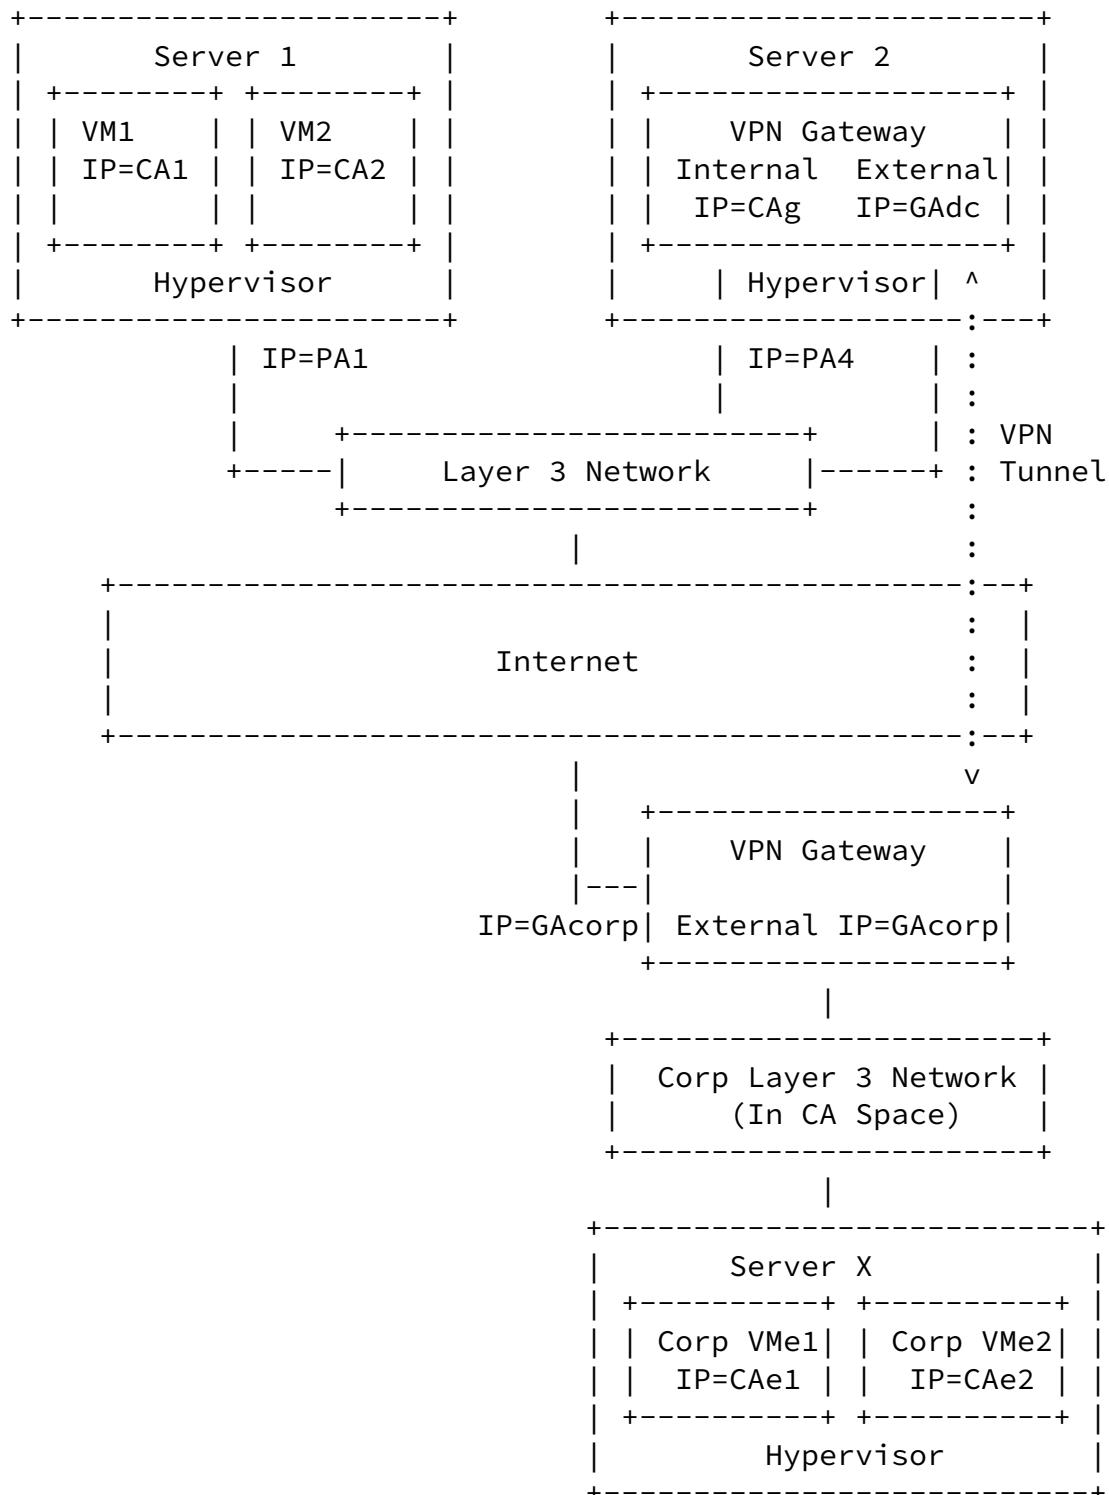 Server 1 Server 2
VM1 VM2 VPN Gateway
IP=CA1 IP=CA2 Internal External
IP=CAg IP=GAdc
Hypervisor Hypervisor
IP=PA1 IP=PA4
VPN
Layer 3 Network Tunnel
Internet
VPN Gateway
IP=GAcorp External IP=GAcorp
Corp Layer 3 Network
(In CA Space)
Server X
Corp VMe1 Corp VMe2
IP=CAe1 IP=CAe2
Hypervisor